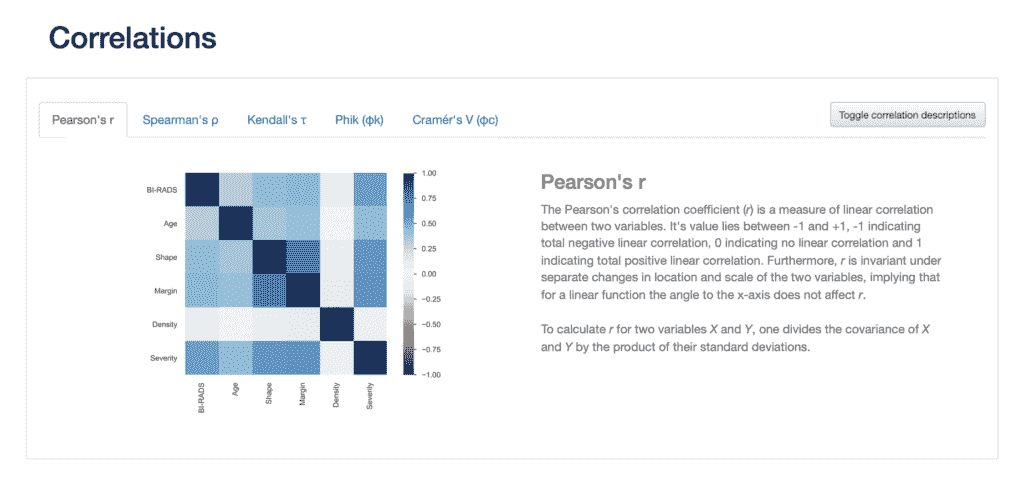 Correlations
Pearson's r
Spearman's ρ
Kendall's τ
Phik (φk)
Cramér's V (φc)
Toggle correlation descriptions
BI-RADS
Age
Shape
Margin
Density
Severity
BI-RADS
Age
Shape
Margin
Density
Severity
1.00
0.75
0.50
0.25
0.00
−0.25
−0.50
−0.75
−1.00
Pearson's r
The Pearson's correlation coefficient (r) is a measure of linear correlation
between two variables. It's value lies between -1 and +1, -1 indicating
total negative linear correlation, 0 indicating no linear correlation and 1
indicating total positive linear correlation. Furthermore, r is invariant under
separate changes in location and scale of the two variables, implying that
for a linear function the angle to the x-axis does not affect r.
To calculate r for two variables X and Y, one divides the covariance of X
and Y by the product of their standard deviations.